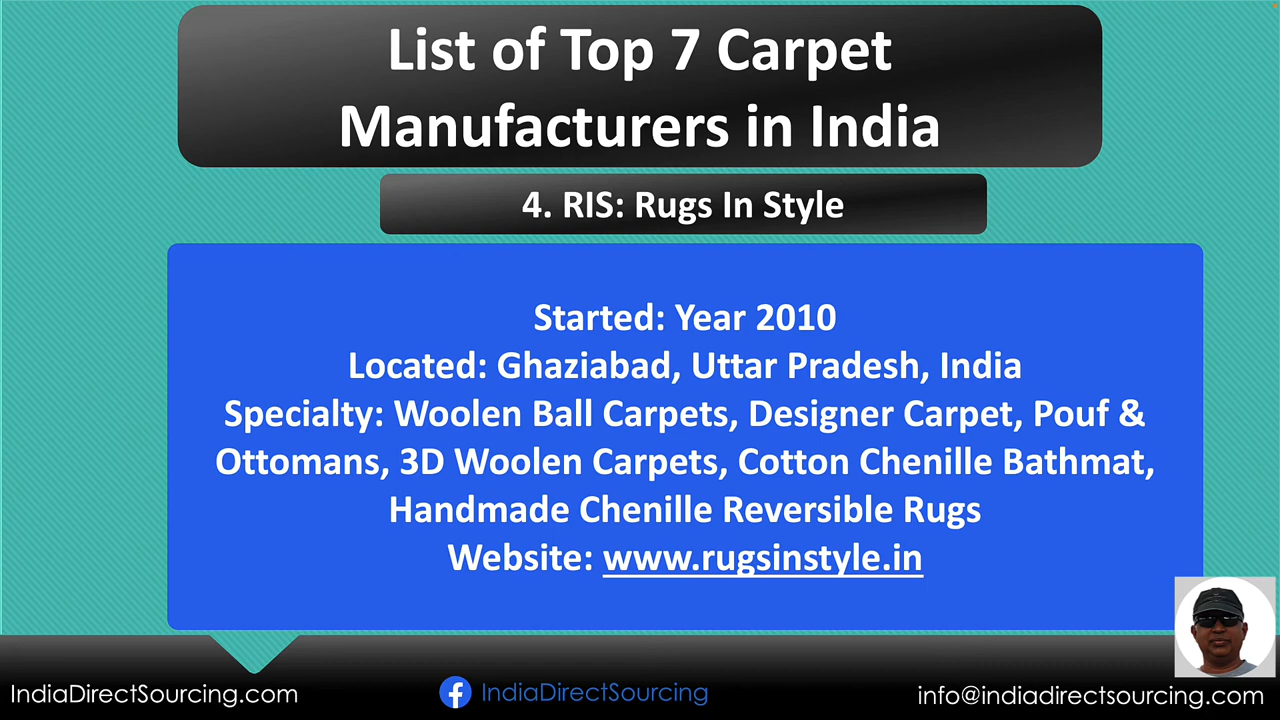 List of Top 7 Carpet
Manufacturers in India
4. RIS: Rugs In Style
Started: Year 2010
Located: Ghaziabad, Uttar Pradesh, India
Specialty: Woolen Ball Carpets, Designer Carpet, Pouf &
Ottomans, 3D Woolen Carpets, Cotton Chenille Bathmat,
Handmade Chenille Reversible Rugs
Website: www.rugsinstyle.in
IndiaDirectSourcing.com
IndiaDirectSourcing
info@indiadirectsourcing.com